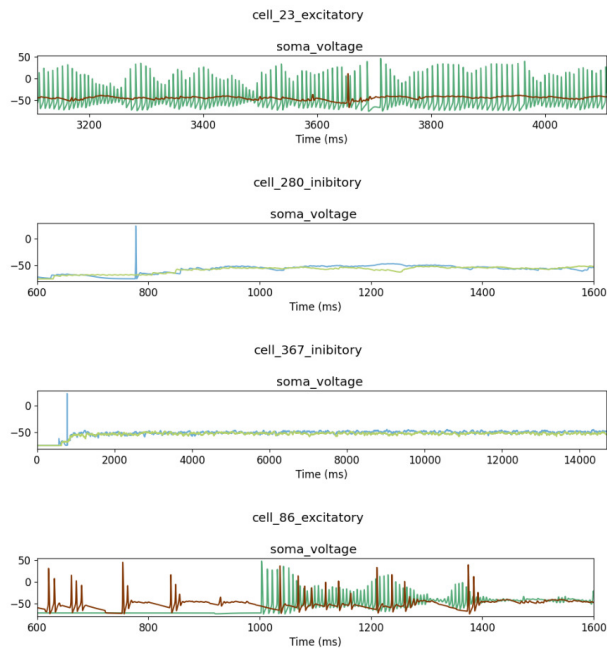 cell_23_excitatory
soma_voltage
50
0
−50
3200 3400 3600 3800 4000
Time (ms)
cell_280_inibitory
soma_voltage
0
−50
600 800 1000 1200 1400 1600
Time (ms)
cell_367_inibitory
soma_voltage
0
−50
0 2000 4000 6000 8000 10000 12000 14000
Time (ms)
cell_86_excitatory
soma_voltage
50
0
−50
600 800 1000 1200 1400 1600
Time (ms)